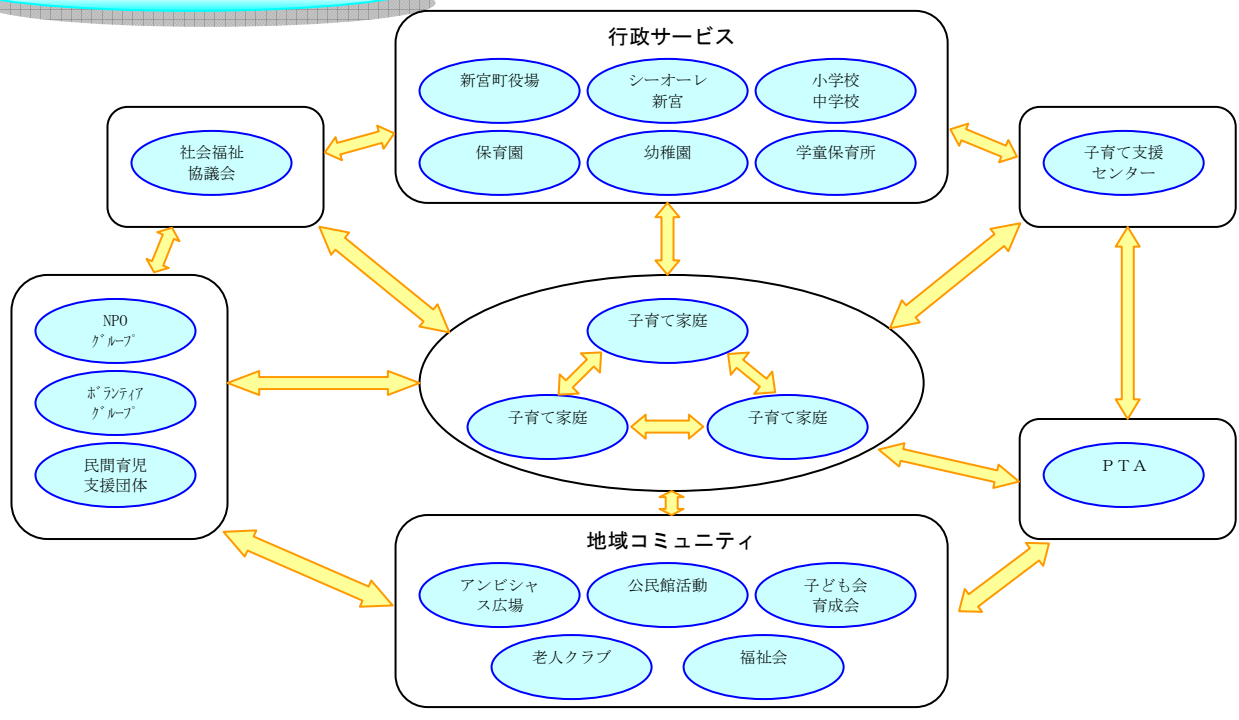 行政サービス
新宮町役場
シーオーレ
新宮
小学校
中学校
保育園
幼稚園
学童保育所
社会福祉
協議会
子育て支援
センター
NPO
ｸﾞﾙｰﾌﾟ
ﾎﾞﾗﾝﾃｨｱ
ｸﾞﾙｰﾌﾟ
民間育児
支援団体
子育て家庭
子育て家庭
子育て家庭
ＰＴＡ
地域コミュニティ
アンビシャ
ス広場
公民館活動
子ども会
育成会
老人クラブ
福祉会